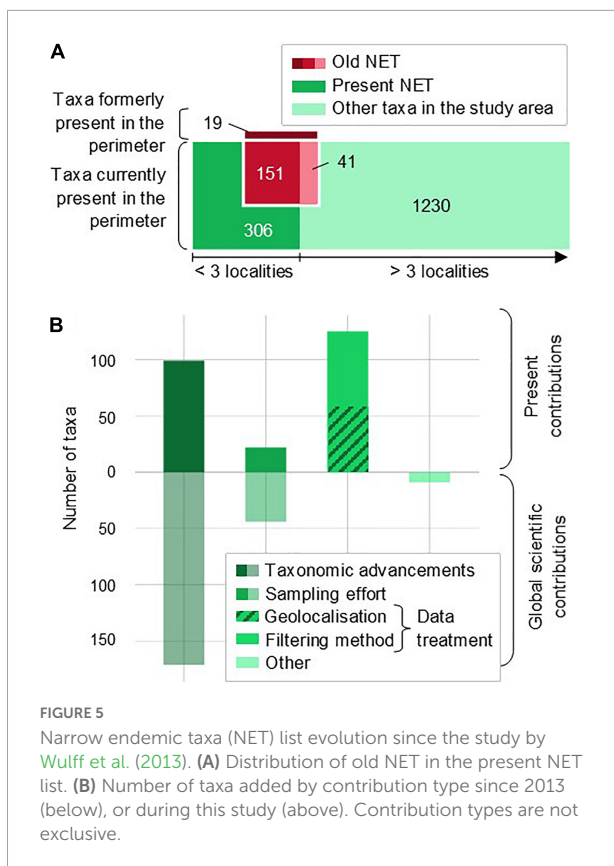 A
Old NET
Present NET
Other taxa in the study area
Taxa formerly
present in the
perimeter
19
Taxa currently
present in the
perimeter
151
41
1230
306
< 3 localities
> 3 localities
B
100
50
0
50
100
150
Number of taxa
Present
contributions
Global scientific
contributions
Taxonomic advancements
Sampling effort
Geolocalisation
Filtering method
Data
treatment
Other
FIGURE 5
Narrow endemic taxa (NET) list evolution since the study by
Wulff et al. (2013). (A) Distribution of old NET in the present NET
list. (B) Number of taxa added by contribution type since 2013
(below), or during this study (above). Contribution types are not
exclusive.